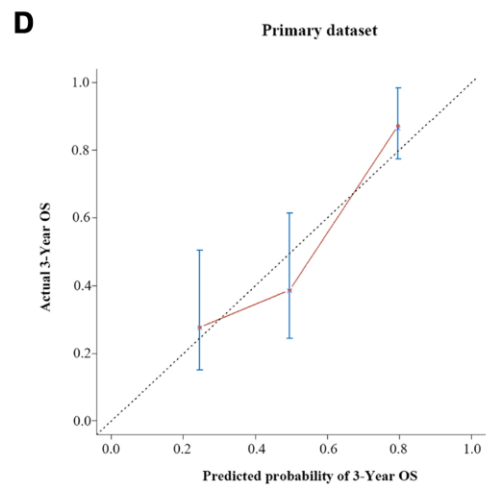 D
Primary dataset
Actual 3-Year OS
1.0
0.8
0.6
0.4
0.2
0.0
0.0 0.2 0.4 0.6 0.8 1.0
Predicted probability of 3-Year OS